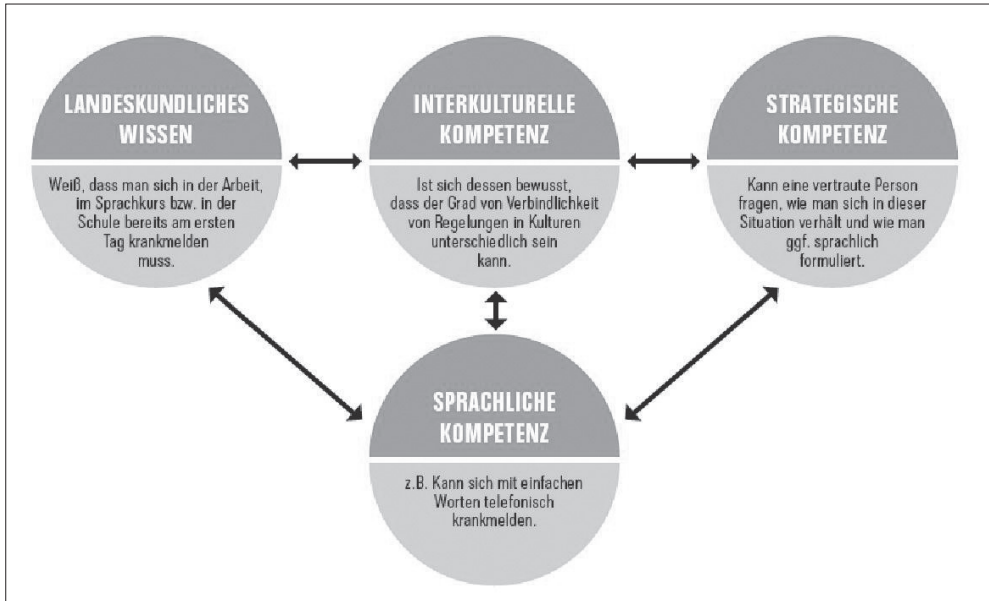 LANDESKUNDLICHES
WISSEN
Weiß, dass man sich in der Arbeit,
im Sprachkurs bzw. in der
Schule bereits am ersten
Tag krankmelden
muss.
INTERKULTURELLE
KOMPETENZ
Ist sich dessen bewusst,
dass der Grad von Verbindlichkeit
von Regelungen in Kulturen
unterschiedlich sein
kann.
STRATEGISCHE
KOMPETENZ
Kann eine vertraute Person
fragen, wie man sich in dieser
Situation verhält und wie man
ggf. sprachlich
formuliert.
SPRACHLICHE
KOMPETENZ
z.B. Kann sich mit einfachen
Worten telefonisch
krankmelden.